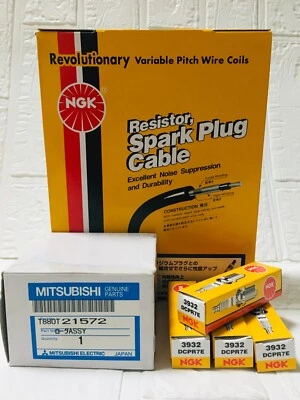 Revolutionary Variable Pitch Wire Coils
NGK
Resistor
Spark Plug
Cable
Excellent Noise Suppression
and Durability
CONSTRUCTION
MITSUBISHI
GENUINE
PARTS
T880T21572
ロータASSY
1
MITSUBISHI ELECTRIC JAPAN
3932
DCPR7E
NGK
3932
DCPR7E
NGK
3932
DCPR7E
NGK
3932
DCPR7E
NGK